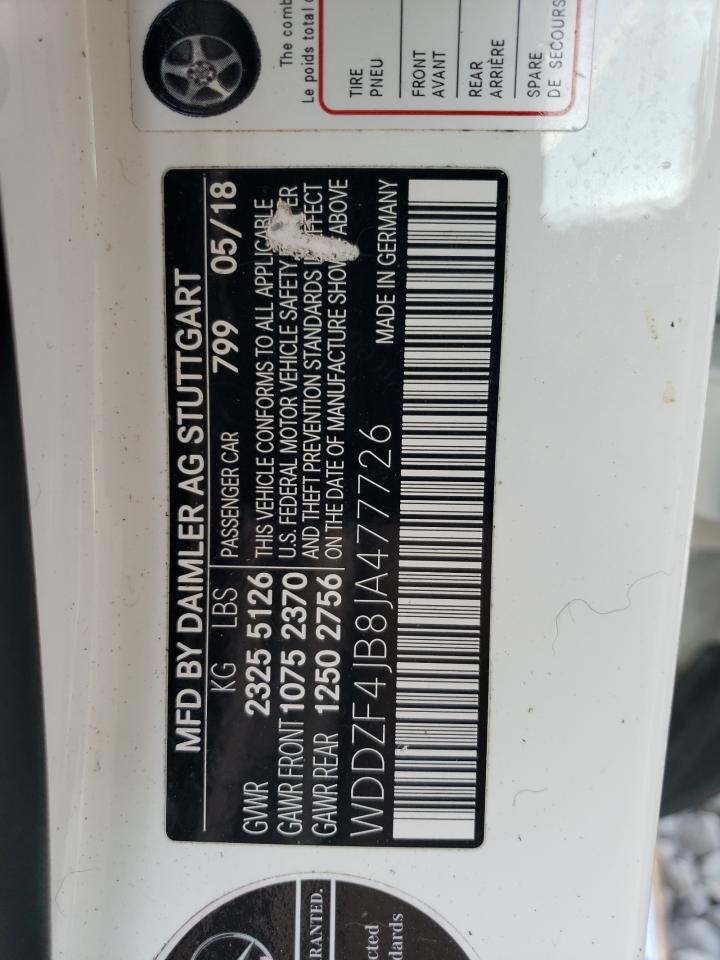 The comb
Le poids total
TIRE
PNEU
FRONT
AVANT
REAR
ARRIÈRE
SPARE
DE SECOURS
MFD BY DAIMLER AG STUTTGART
KG LBS PASSENGER CAR 799 05/18
GVWR 2325 5126 THIS VEHICLE CONFORMS TO ALL APPLICABLE
GAWR FRONT 1075 2370 U.S. FEDERAL MOTOR VEHICLE SAFETY
GAWR REAR 1250 2756 AND THEFT PREVENTION STANDARDS IN EFFECT
ON THE DATE OF MANUFACTURE SHOWN ABOVE
WDDZF4JB8JA477726 MADE IN GERMANY
RANTED.
cted
dards